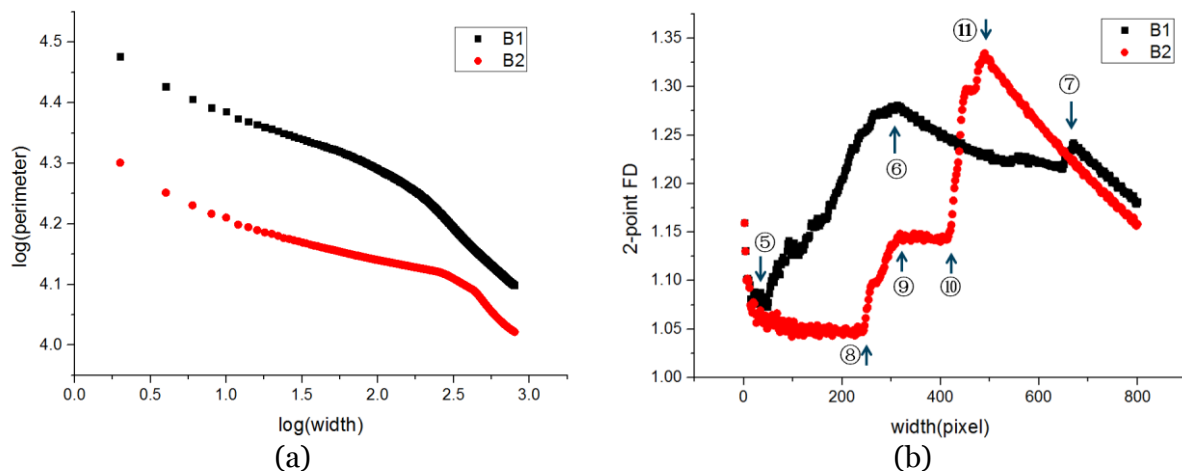 4.5
4.4
4.3
4.2
4.1
4.0
log(perimeter)
B1
B2
0.0 0.5 1.0 1.5 2.0 2.5 3.0
log(width)
(a)
1.35
1.30
1.25
1.20
1.15
1.10
1.05
1.00
2-point FD
B1
B2
⑤
⑥
⑦
⑧
⑨
⑩
⑪
0 200 400 600 800
width(pixel)
(b)